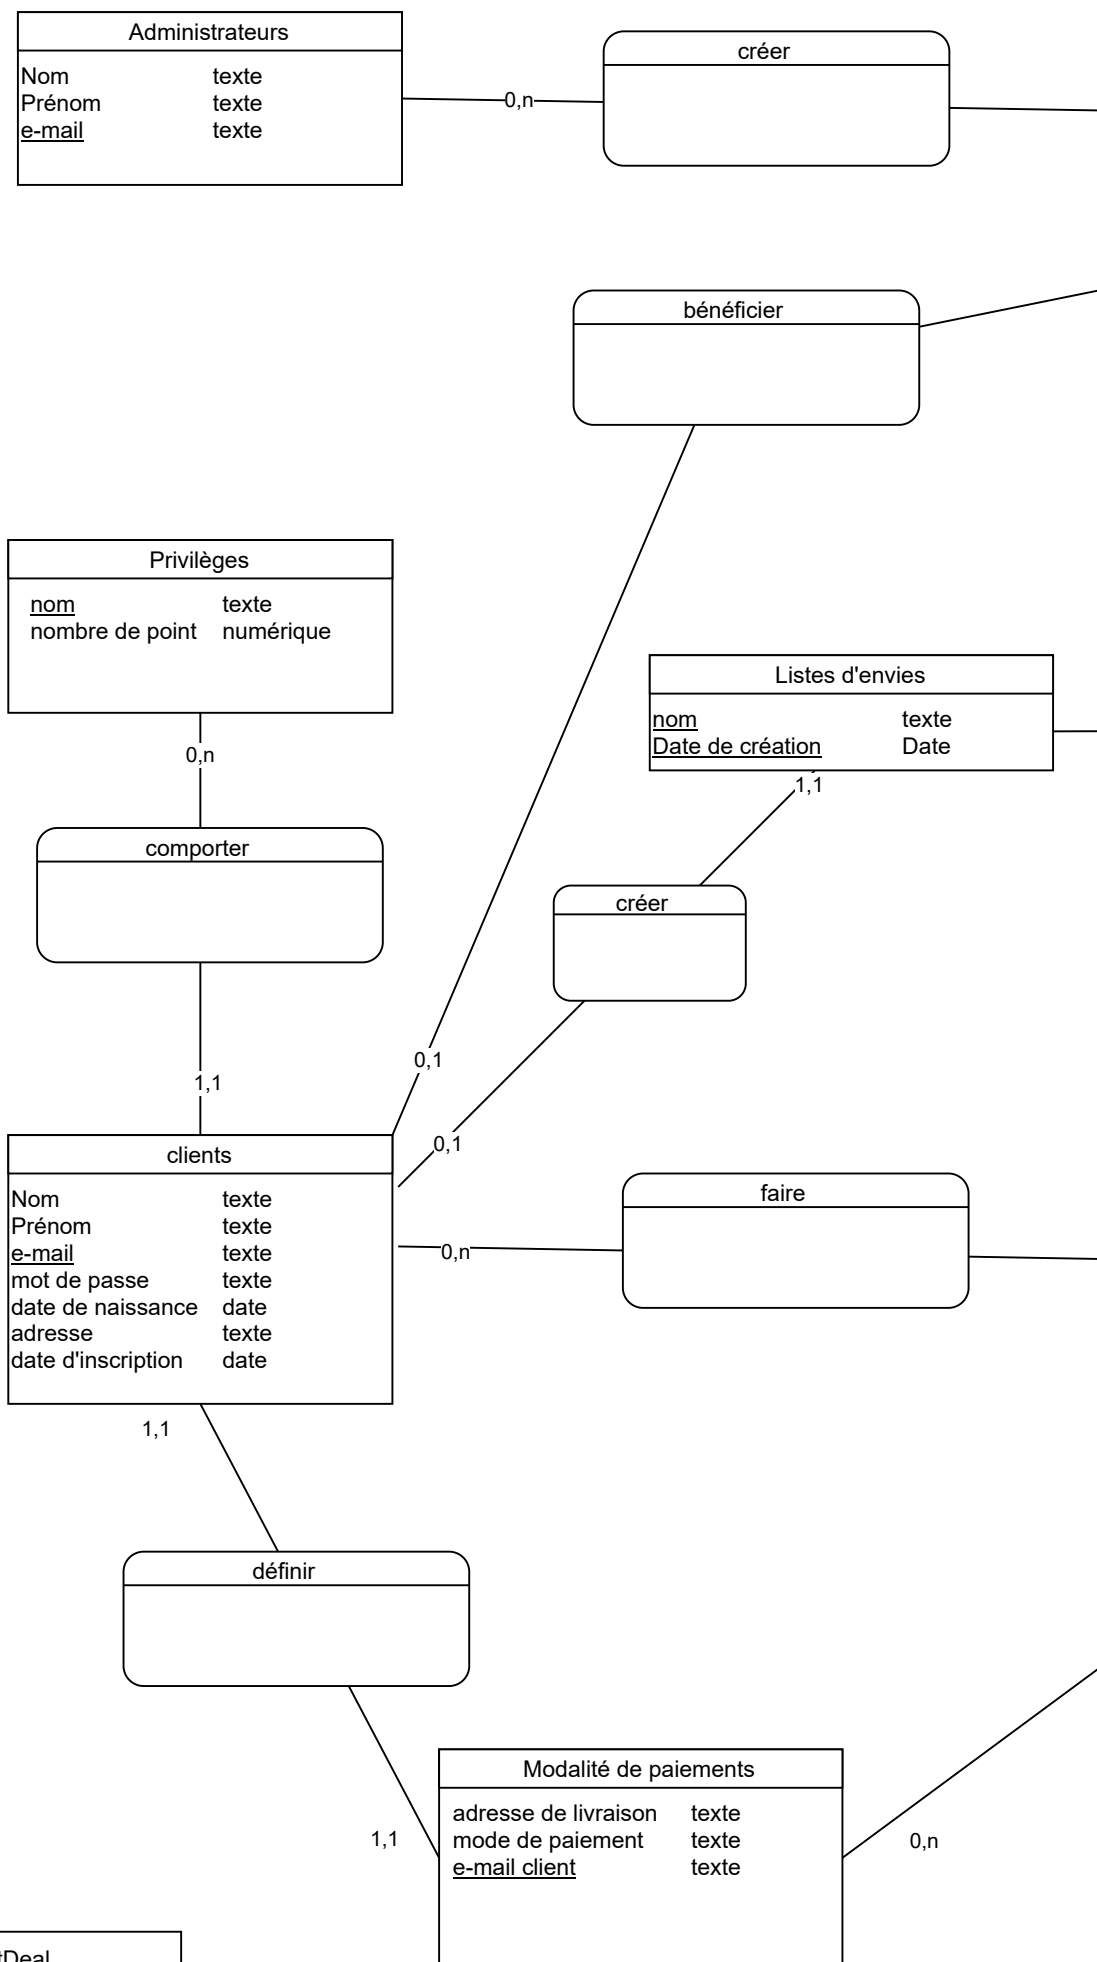 Administrateurs
Nom texte
Prénom texte
e-mail texte
0,n
créer
bénéficier
Privilèges
nom texte
nombre de point numérique
0,n
Listes d'envies
nom texte
Date de création Date
1,1
comporter
créer
0,1
1,1
0,1
clients
Nom texte
Prénom texte
e-mail texte
mot de passe texte
date de naissance date
adresse texte
date d'inscription date
0,n
faire
1,1
définir
Modalité de paiements
adresse de livraison texte
mode de paiement texte
e-mail client texte
1,1
0,n
tDeal